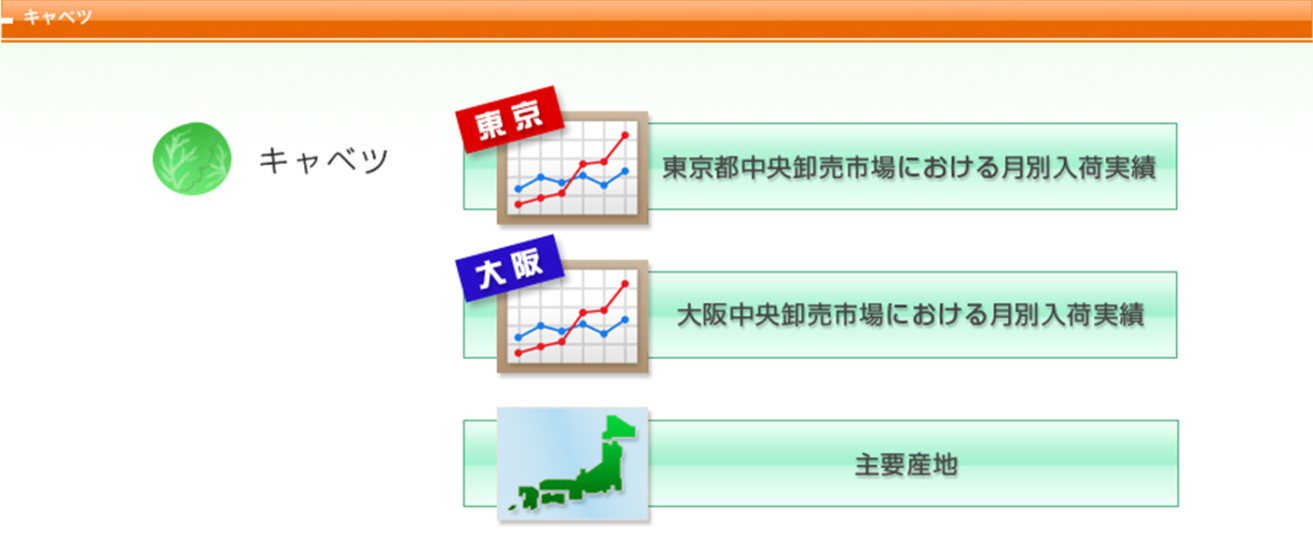 キャベツ
キャベツ
東京
東京都中央卸売市場における月別入荷実績
大阪
大阪中央卸売市場における月別入荷実績
主要産地